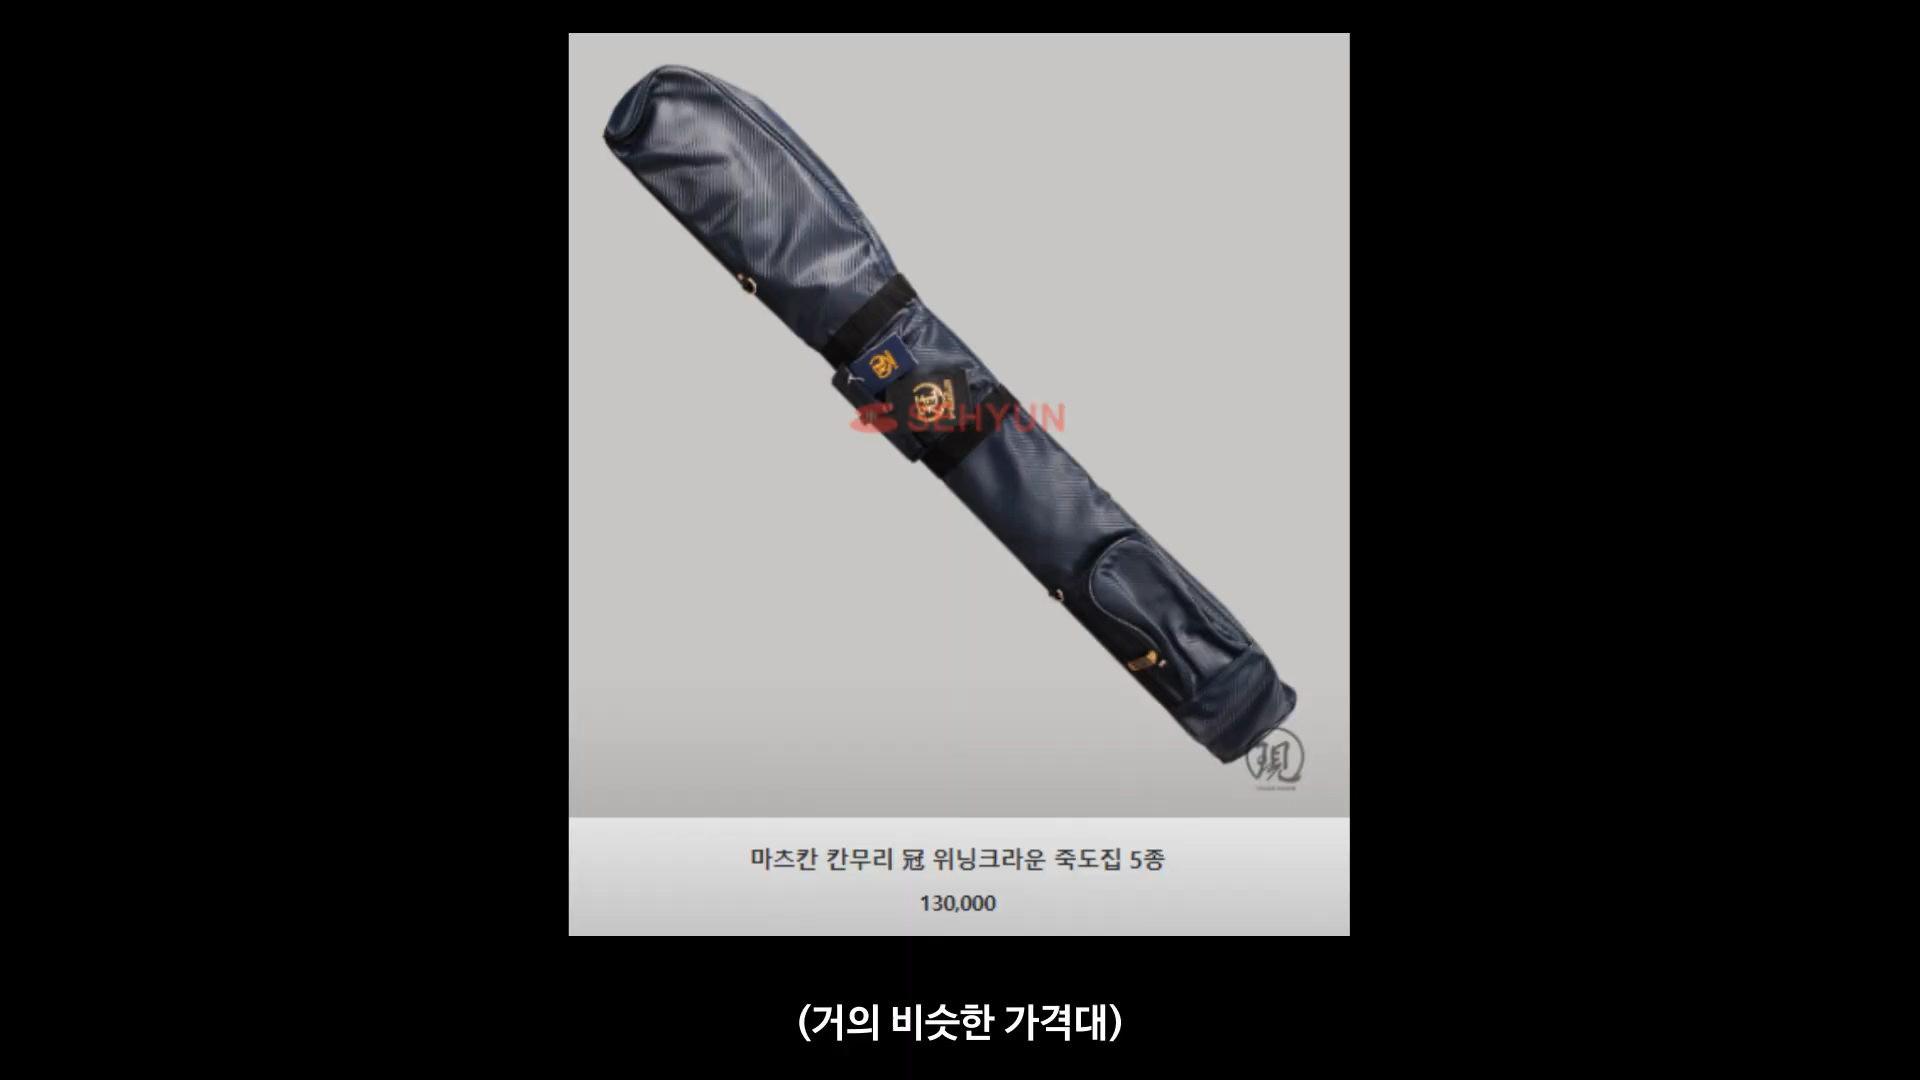 SEHYUN
現
마츠칸 칸무리 冠 위닝크라운 죽도집 5종
130,000
(거의 비슷한 가격대)